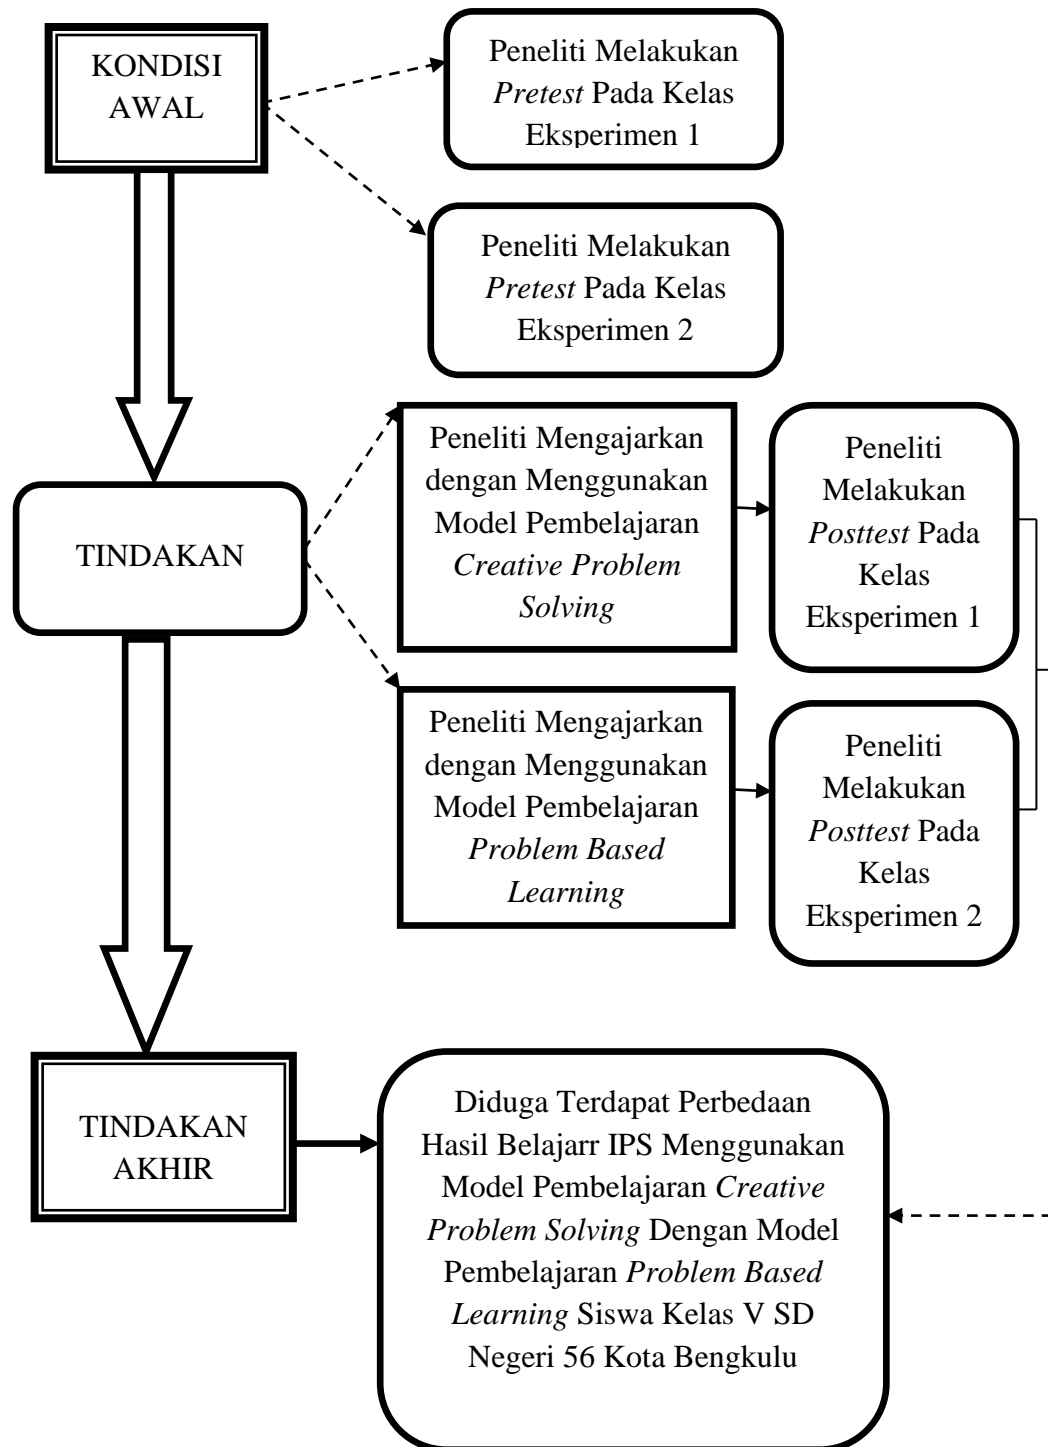 KONDISI
AWAL
Peneliti Melakukan
Pretest Pada Kelas
Eksperimen 1
Peneliti Melakukan
Pretest Pada Kelas
Eksperimen 2
TINDAKAN
Peneliti Mengajarkan
dengan Menggunakan
Model Pembelajaran
Creative Problem
Solving
Peneliti
Melakukan
Posttest Pada
Kelas
Eksperimen 1
Peneliti Mengajarkan
dengan Menggunakan
Model Pembelajaran
Problem Based
Learning
Peneliti
Melakukan
Posttest Pada
Kelas
Eksperimen 2
TINDAKAN
AKHIR
Diduga Terdapat Perbedaan
Hasil Belajarr IPS Menggunakan
Model Pembelajaran Creative
Problem Solving Dengan Model
Pembelajaran Problem Based
Learning Siswa Kelas V SD
Negeri 56 Kota Bengkulu